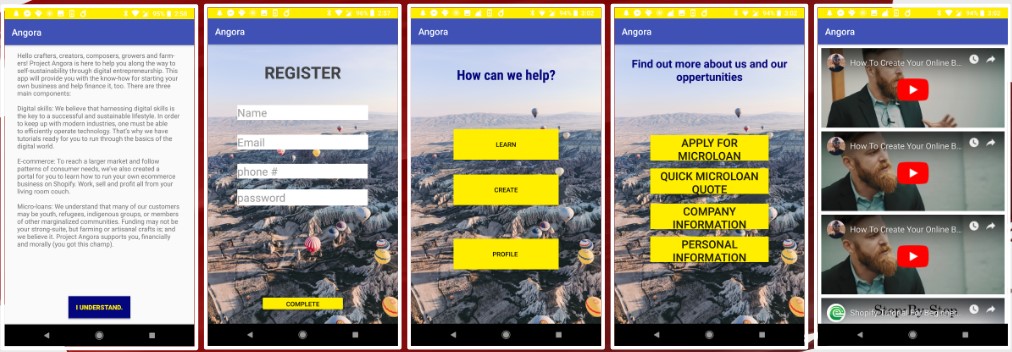 Angora
Hello crafters, creators, composers, growers and farm-
ers! Project Angora is here to help you along the way to
self-sustainability through digital entrepreneurship. This
app will provide you with the know-how for starting your
own business and help finance it, too. There are three
main components:
Digital skills: We believe that harnessing digital skills is
the key to a successful and sustainable lifestyle. In order
to keep up with modern industries, one must be able
to efficiently operate technology. That's why we have
tutorials ready for you to run through the basics of the
digital world.
E-commerce: To reach a larger market and follow
patterns of consumer needs, we've also created a
portal for you to learn how to run your own ecommerce
business on Shopify. Work, sell and profit all from your
living room couch.
Micro-loans: We understand that many of our customers
may be youth, refugees, indigenous groups, or members
of other marginalized communities. Funding may not be
your strong-suite, but farming or artisanal crafts is; and
we believe it. Project Angora supports you, financially
and morally (you got this champ).
I UNDERSTAND.
Angora
REGISTER
Name
Email
phone #
password
COMPLETE
Angora
How can we help?
LEARN
CREATE
PROFILE
Angora
Find out more about us and our
oppertunities
APPLY FOR
MICROLOAN
QUICK MICROLOAN
QUOTE
COMPANY
INFORMATION
PERSONAL
INFORMATION
Angora
How To Create Your Online B...
How To Create Your Online B...
How To Create Your Online B...
Shopify Tutorial For Beginner